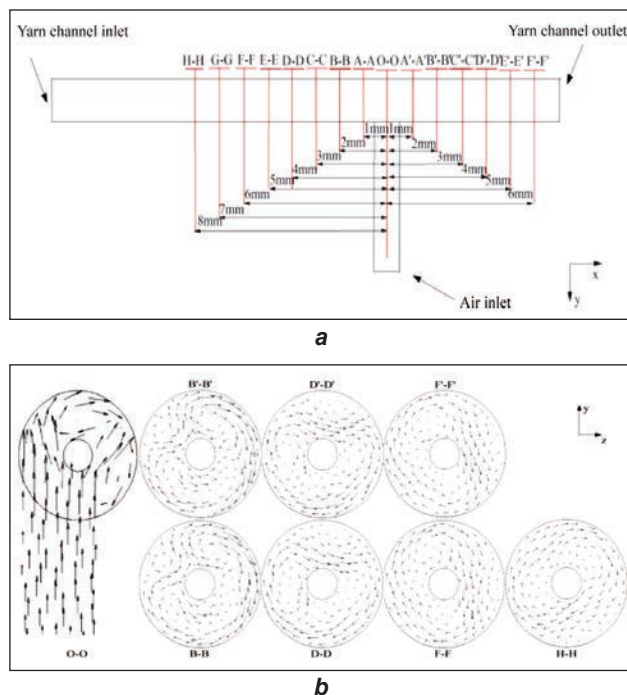 Yarn channel inlet
Yarn channel outlet
H-H G-G F-F E-E D-D C-C B-B A-A O-O A'-A' B'-B' C'-C' D'-D' E'-E' F'-F'
1mm 1mm
2mm 2mm
3mm 3mm
4mm 4mm
5mm 5mm
6mm 6mm
7mm
8mm
x
y
Air inlet
a
B'-B' D'-D' F'-F'
y
z
O-O B-B D-D F-F H-H
b